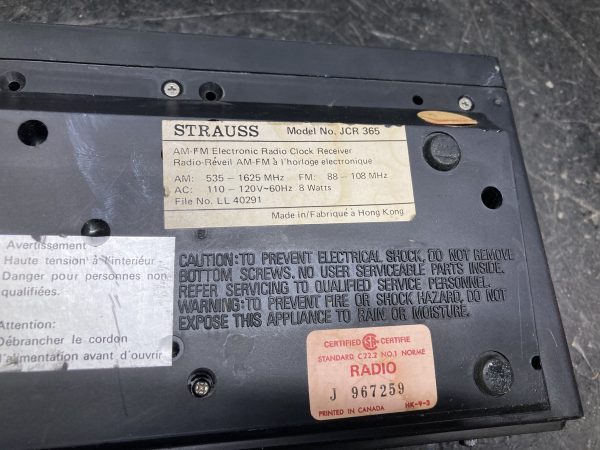 STRAUSS Model No. JCR 365
AM-FM Electronic Radio Clock Receiver
Radio-Réveil AM-FM à l'horloge electronique
AM: 535 - 1625 MHz FM: 88 - 108 MHz
AC: 110 - 120V~60Hz 8 Watts
File No. LL 40291
Made in/Fabriqué à Hong Kong
Avertissement
Haute tension à l'interieur -
Danger pour personnes non
qualifiées.
Attention:
Débrancher le cordon
d'alimentation avant d'ouvrir
CAUTION: TO PREVENT ELECTRICAL SHOCK, DO NOT REMOVE
BOTTOM SCREWS. NO USER SERVICEABLE PARTS INSIDE.
REFER SERVICING TO QUALIFIED SERVICE PERSONNEL.
WARNING: TO PREVENT FIRE OR SHOCK HAZARD, DO NOT
EXPOSE THIS APPLIANCE TO RAIN OR MOISTURE.
CERTIFIED SA CERTIFIE
STANDARD C22.2 NO.1 NORME
RADIO
J 967259
PRINTED IN CANADA HK-9-3